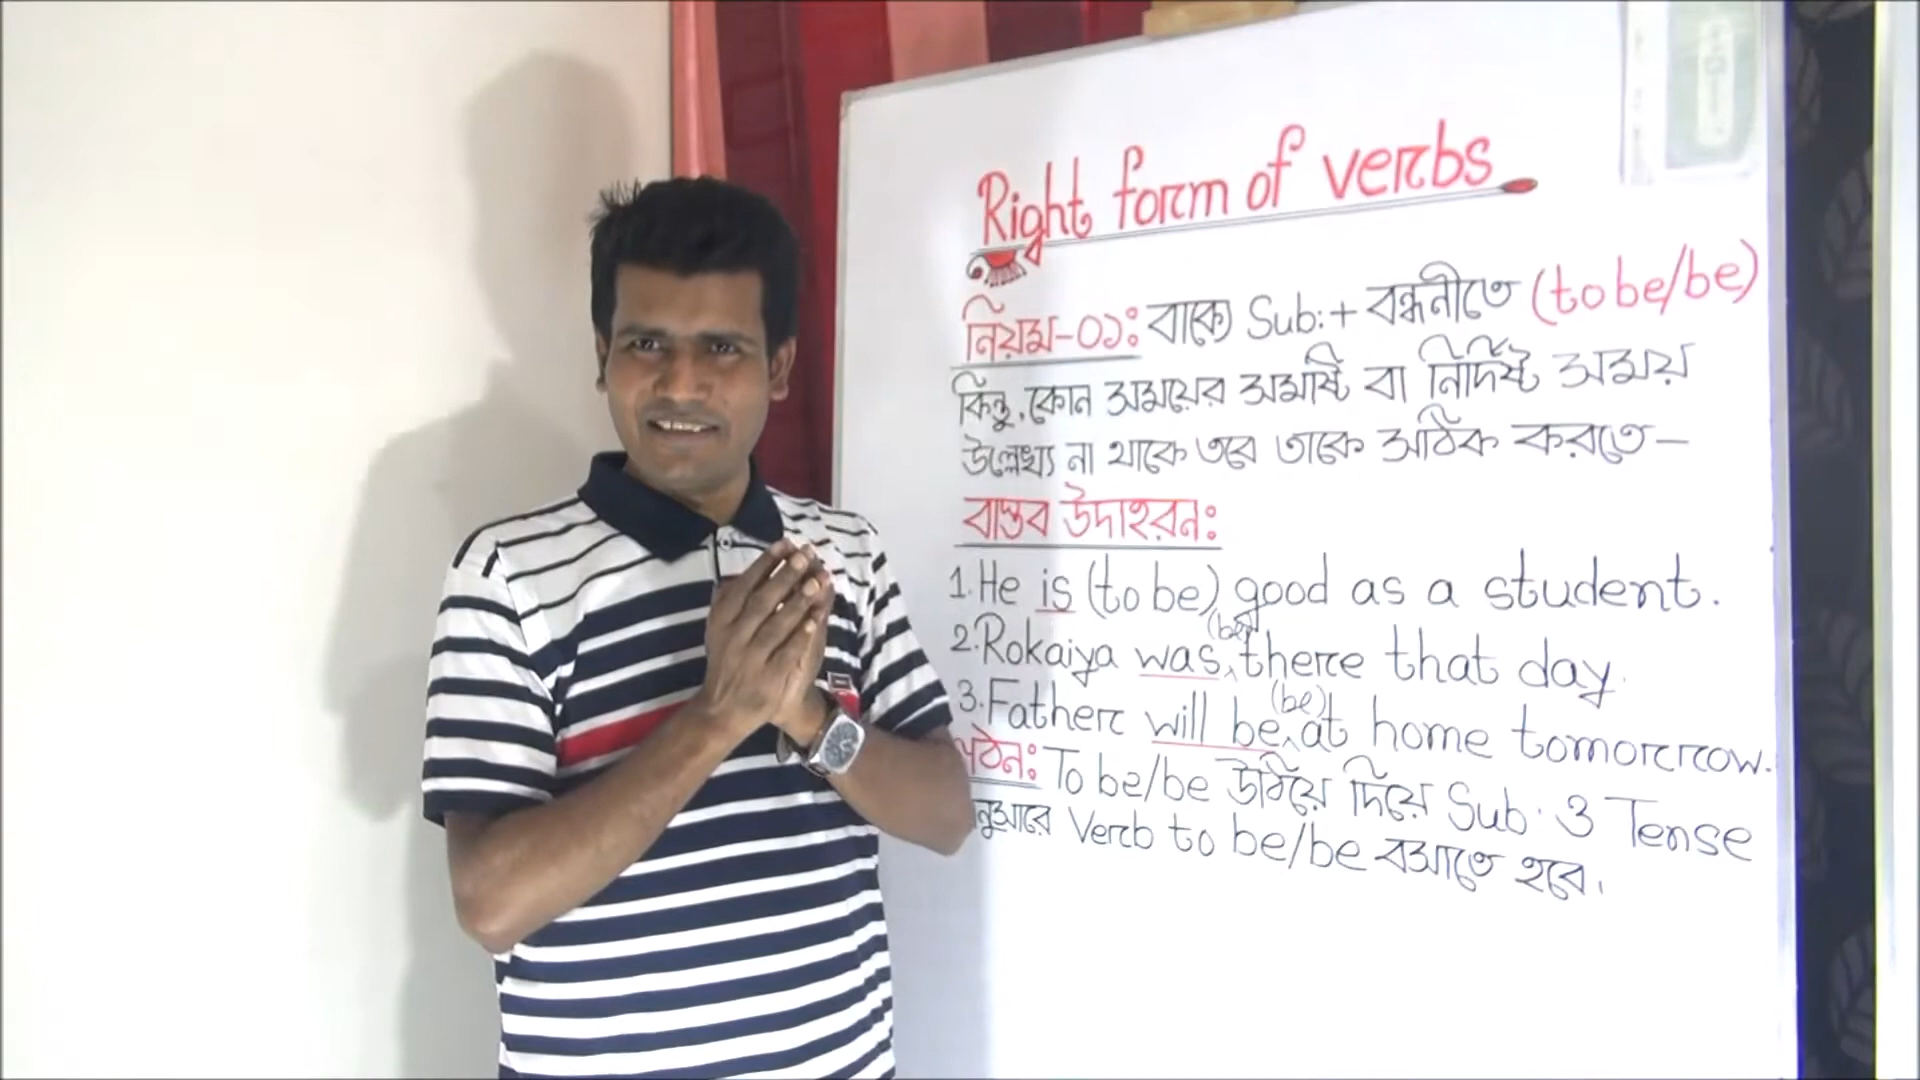 Right form of verbs
নিয়ম-০১ঃ বাক্যে Sub:+ বন্ধনীতে (to be/be)
কিন্তু, কোন সময়ের সমষ্টি বা নির্দিষ্ট সময়
উল্লেখ্য না থাকে তবে তাকে সঠিক করতে—
বাস্তব উদাহরনঃ
1. He is (to be) good as a student.
2. Rokaiya was (be) there that day.
3. Father will be (be) at home tomorrow.
গঠনঃ To be/be উঠিয়ে দিয়ে Sub. ও Tense
নুসারে Verb to be/be বসাতে হবে।